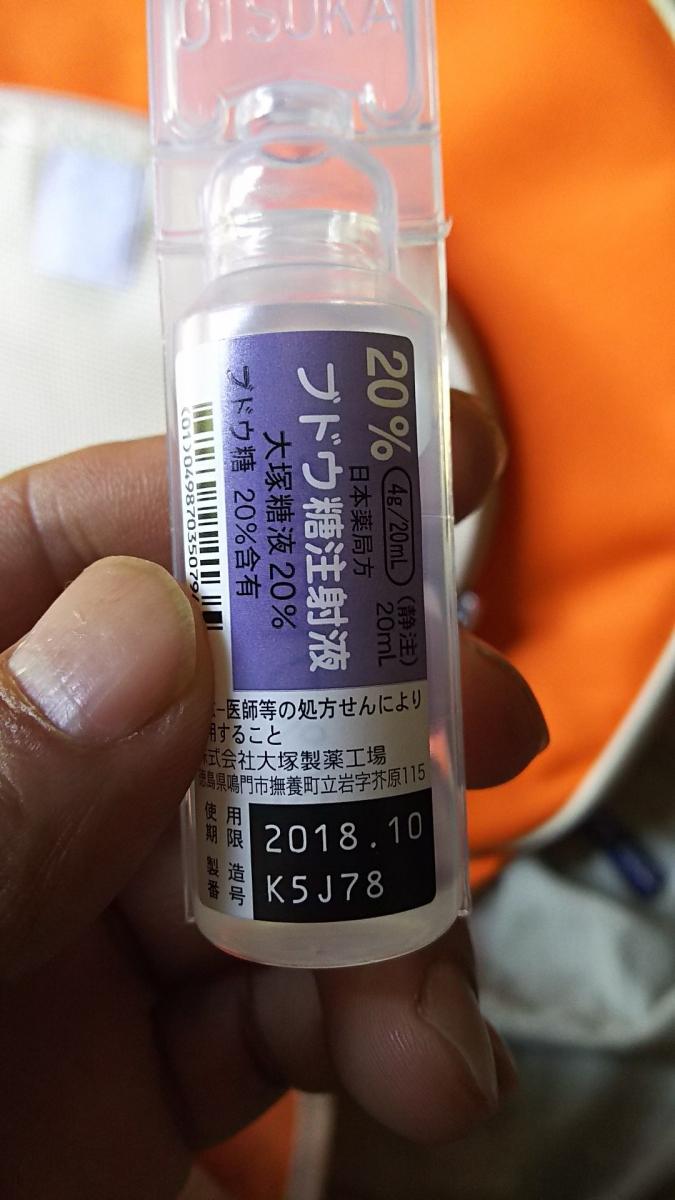 OTSUKA
20% 4g/20mL (静注)
日本薬局方 20mL
ブドウ糖注射液
大塚糖液20%
ブドウ糖 20%含有
(01)0498703507
医師等の処方せんにより
用すること
式会社大塚製薬工場
徳島県鳴門市撫養町立岩字芥原115
使用期限 2018.10
製造番号 K5J78